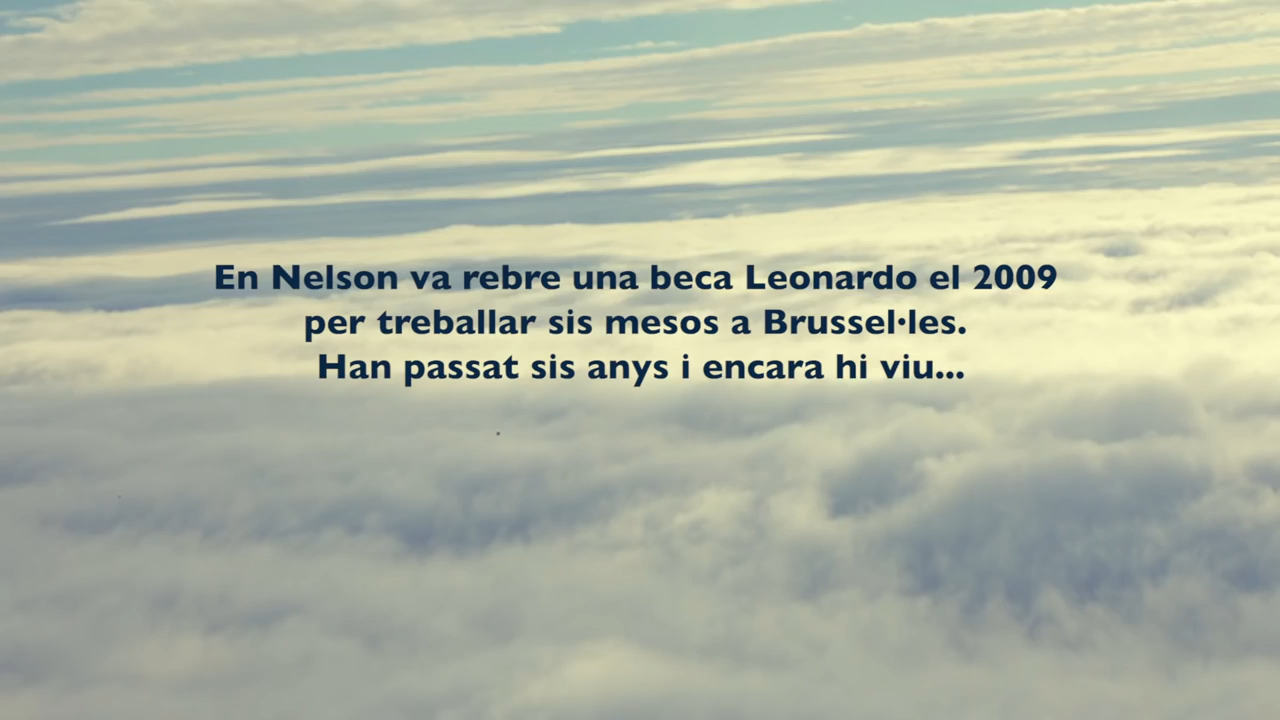 En Nelson va rebre una beca Leonardo el 2009
per treballar sis mesos a Brussel·les.
Han passat sis anys i encara hi viu...